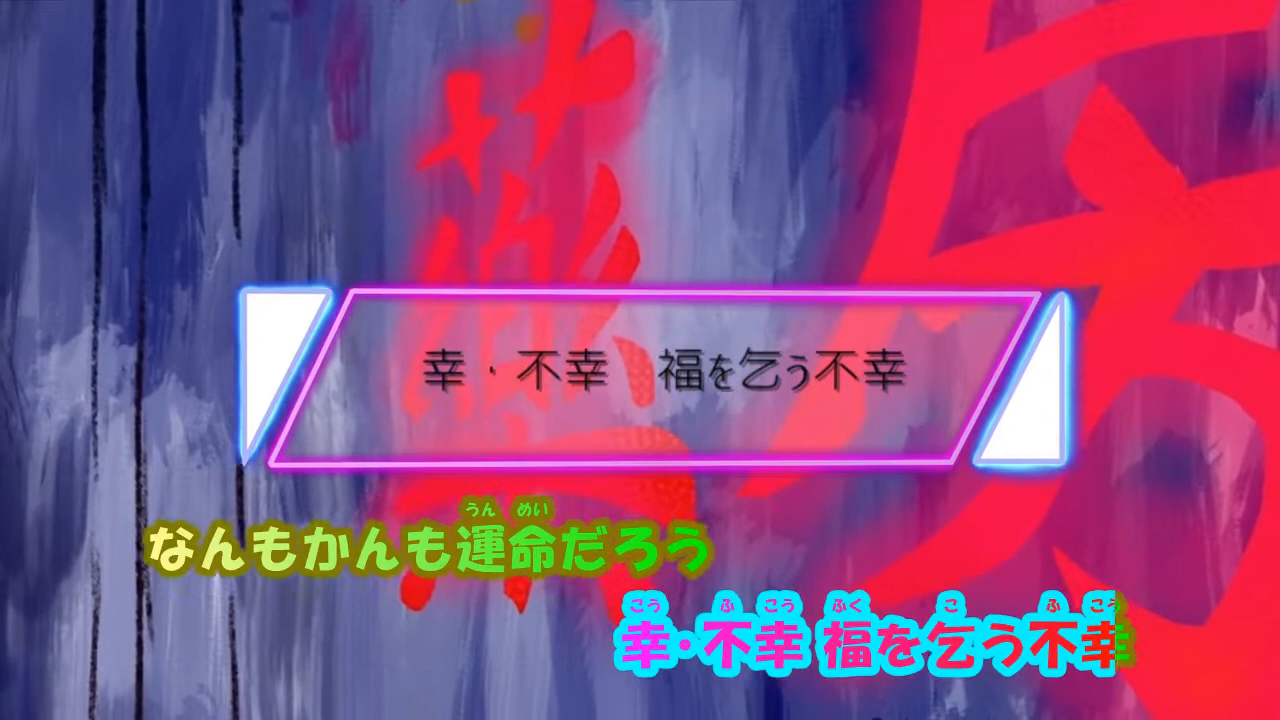 幸・不幸　福を乞う不幸
うん めい
なんもかんも運命だろう
こう ふ こう ふく こ ふ こう
幸・不幸 福を乞う不幸